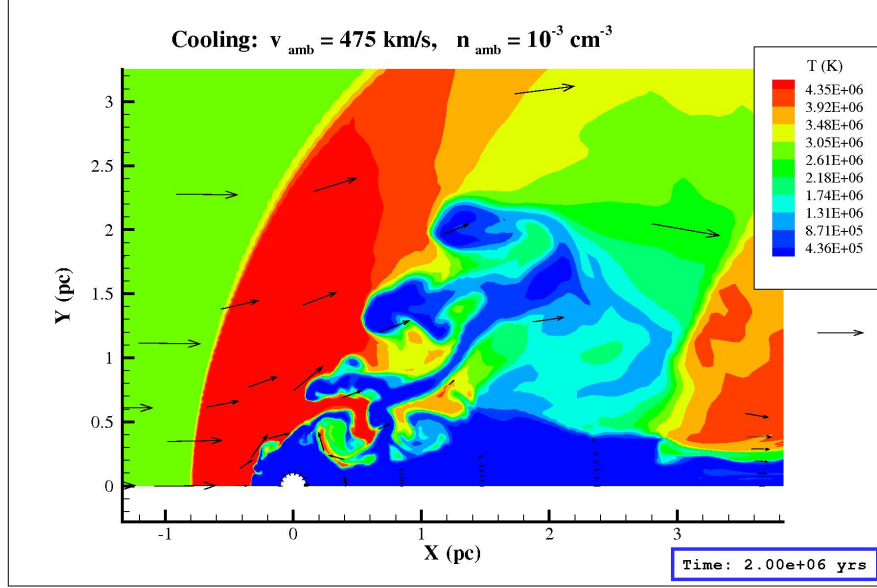 Cooling: v amb = 475 km/s, n amb = 10⁻³ cm⁻³
T (K)
4.35E+06
3.92E+06
3.48E+06
3.05E+06
2.61E+06
2.18E+06
1.74E+06
1.31E+06
8.71E+05
4.36E+05
3
2.5
2
1.5
1
0.5
0
Y (pc)
-1 0 1 2 3
X (pc)
Time: 2.00e+06 yrs